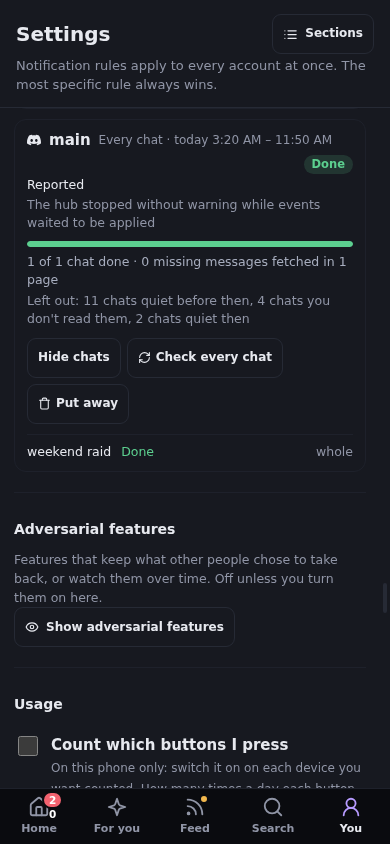 Settings
Sections
Notification rules apply to every account at once. The
most specific rule always wins.
main Every chat · today 3:20 AM – 11:50 AM
Done
Reported
The hub stopped without warning while events
waited to be applied
1 of 1 chat done · 0 missing messages fetched in 1
page
Left out: 11 chats quiet before then, 4 chats you
don't read them, 2 chats quiet then
Hide chats
Check every chat
Put away
weekend raid Done whole
Adversarial features
Features that keep what other people chose to take
back, or watch them over time. Off unless you turn
them on here.
Show adversarial features
Usage
Count which buttons I press
On this phone only: switch it on on each device you
want counted. How many times a day each button
2
0
Home
For you
Feed
Search
You